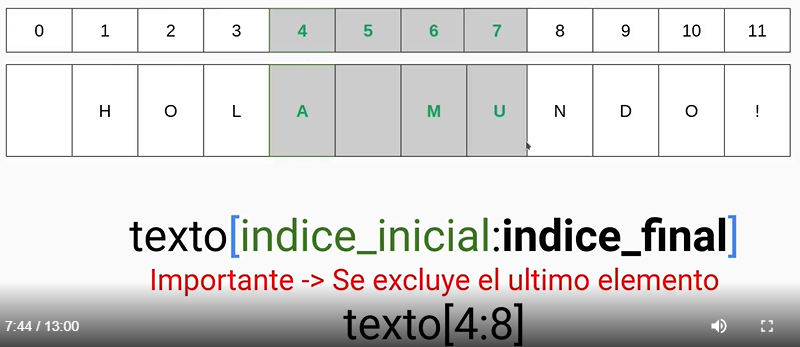 0 1 2 3 4 5 6 7 8 9 10 11
H O L A M U N D O !
texto[indice_inicial:indice_final]
Importante -> Se excluye el ultimo elemento
texto[4:8]
7:44 / 13:00